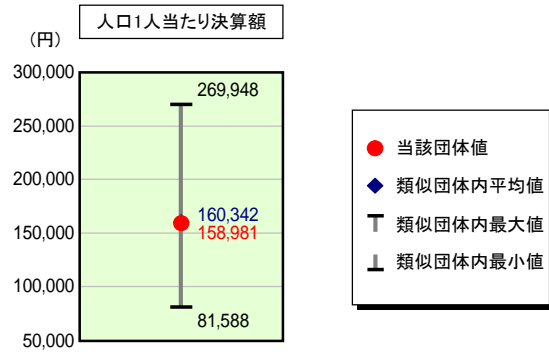 人口1人当たり決算額
(円)
300,000
250,000
200,000
150,000
100,000
50,000
269,948
160,342
158,981
81,588
当該団体値
類似団体内平均値
類似団体内最大値
類似団体内最小値